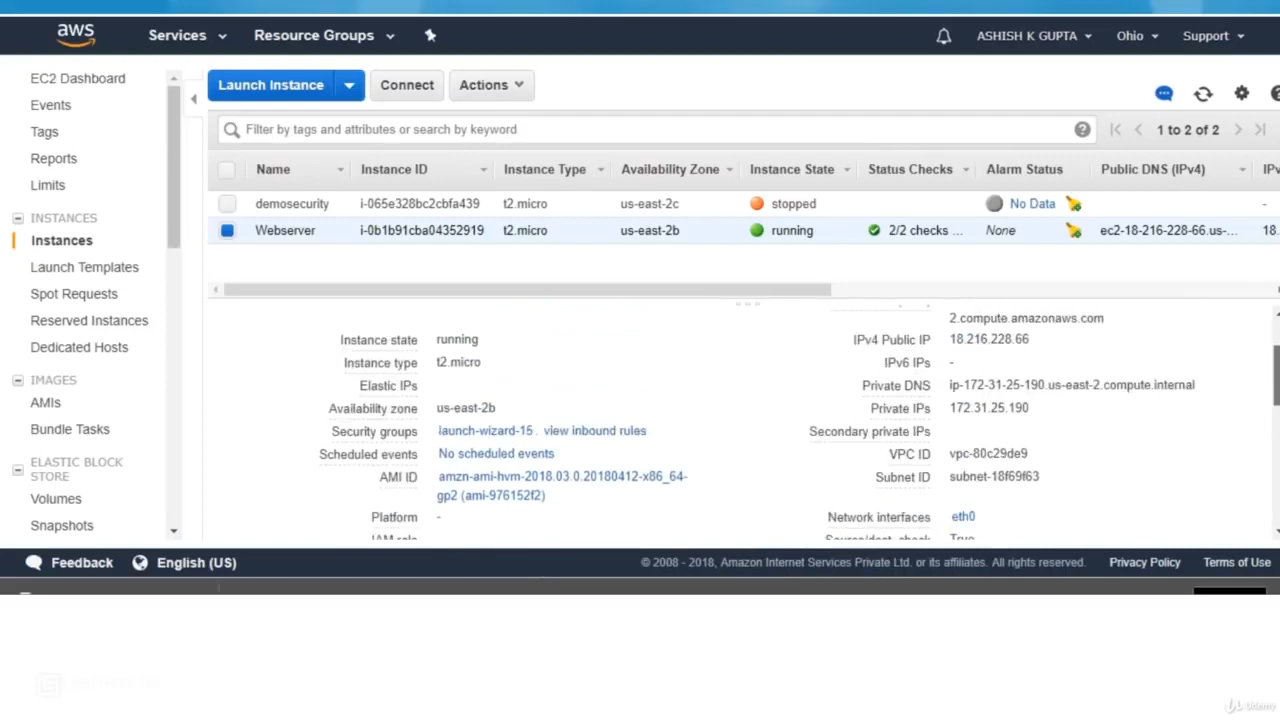 aws Services Resource Groups ASHISH K GUPTA Ohio Support
EC2 Dashboard
Events
Tags
Reports
Limits
INSTANCES
Instances
Launch Templates
Spot Requests
Reserved Instances
Dedicated Hosts
IMAGES
AMIs
Bundle Tasks
ELASTIC BLOCK
STORE
Volumes
Snapshots
Launch Instance Connect Actions
Filter by tags and attributes or search by keyword 1 to 2 of 2
Name Instance ID Instance Type Availability Zone Instance State Status Checks Alarm Status Public DNS (IPv4)
demosecurity i-065e328bc2cbfa439 t2.micro us-east-2c stopped No Data -
Webserver i-0b1b91cba04352919 t2.micro us-east-2b running 2/2 checks ... None ec2-18-216-228-66.us-... 18.
2.compute.amazonaws.com
Instance state running IPv4 Public IP 18.216.228.66
Instance type t2.micro IPv6 IPs -
Elastic IPs Private DNS ip-172-31-25-190.us-east-2.compute.internal
Availability zone us-east-2b Private IPs 172.31.25.190
Security groups launch-wizard-15 . view inbound rules Secondary private IPs
Scheduled events No scheduled events VPC ID vpc-80c29de9
AMI ID amzn-ami-hvm-2018.03.0.20180412-x86_64-
gp2 (ami-976152f2) Subnet ID subnet-18f69f63
Platform - Network interfaces eth0
IAM role Source/dest. check True
Feedback English (US) © 2008 - 2018, Amazon Internet Services Private Ltd. or its affiliates. All rights reserved. Privacy Policy Terms of Use
Udemy